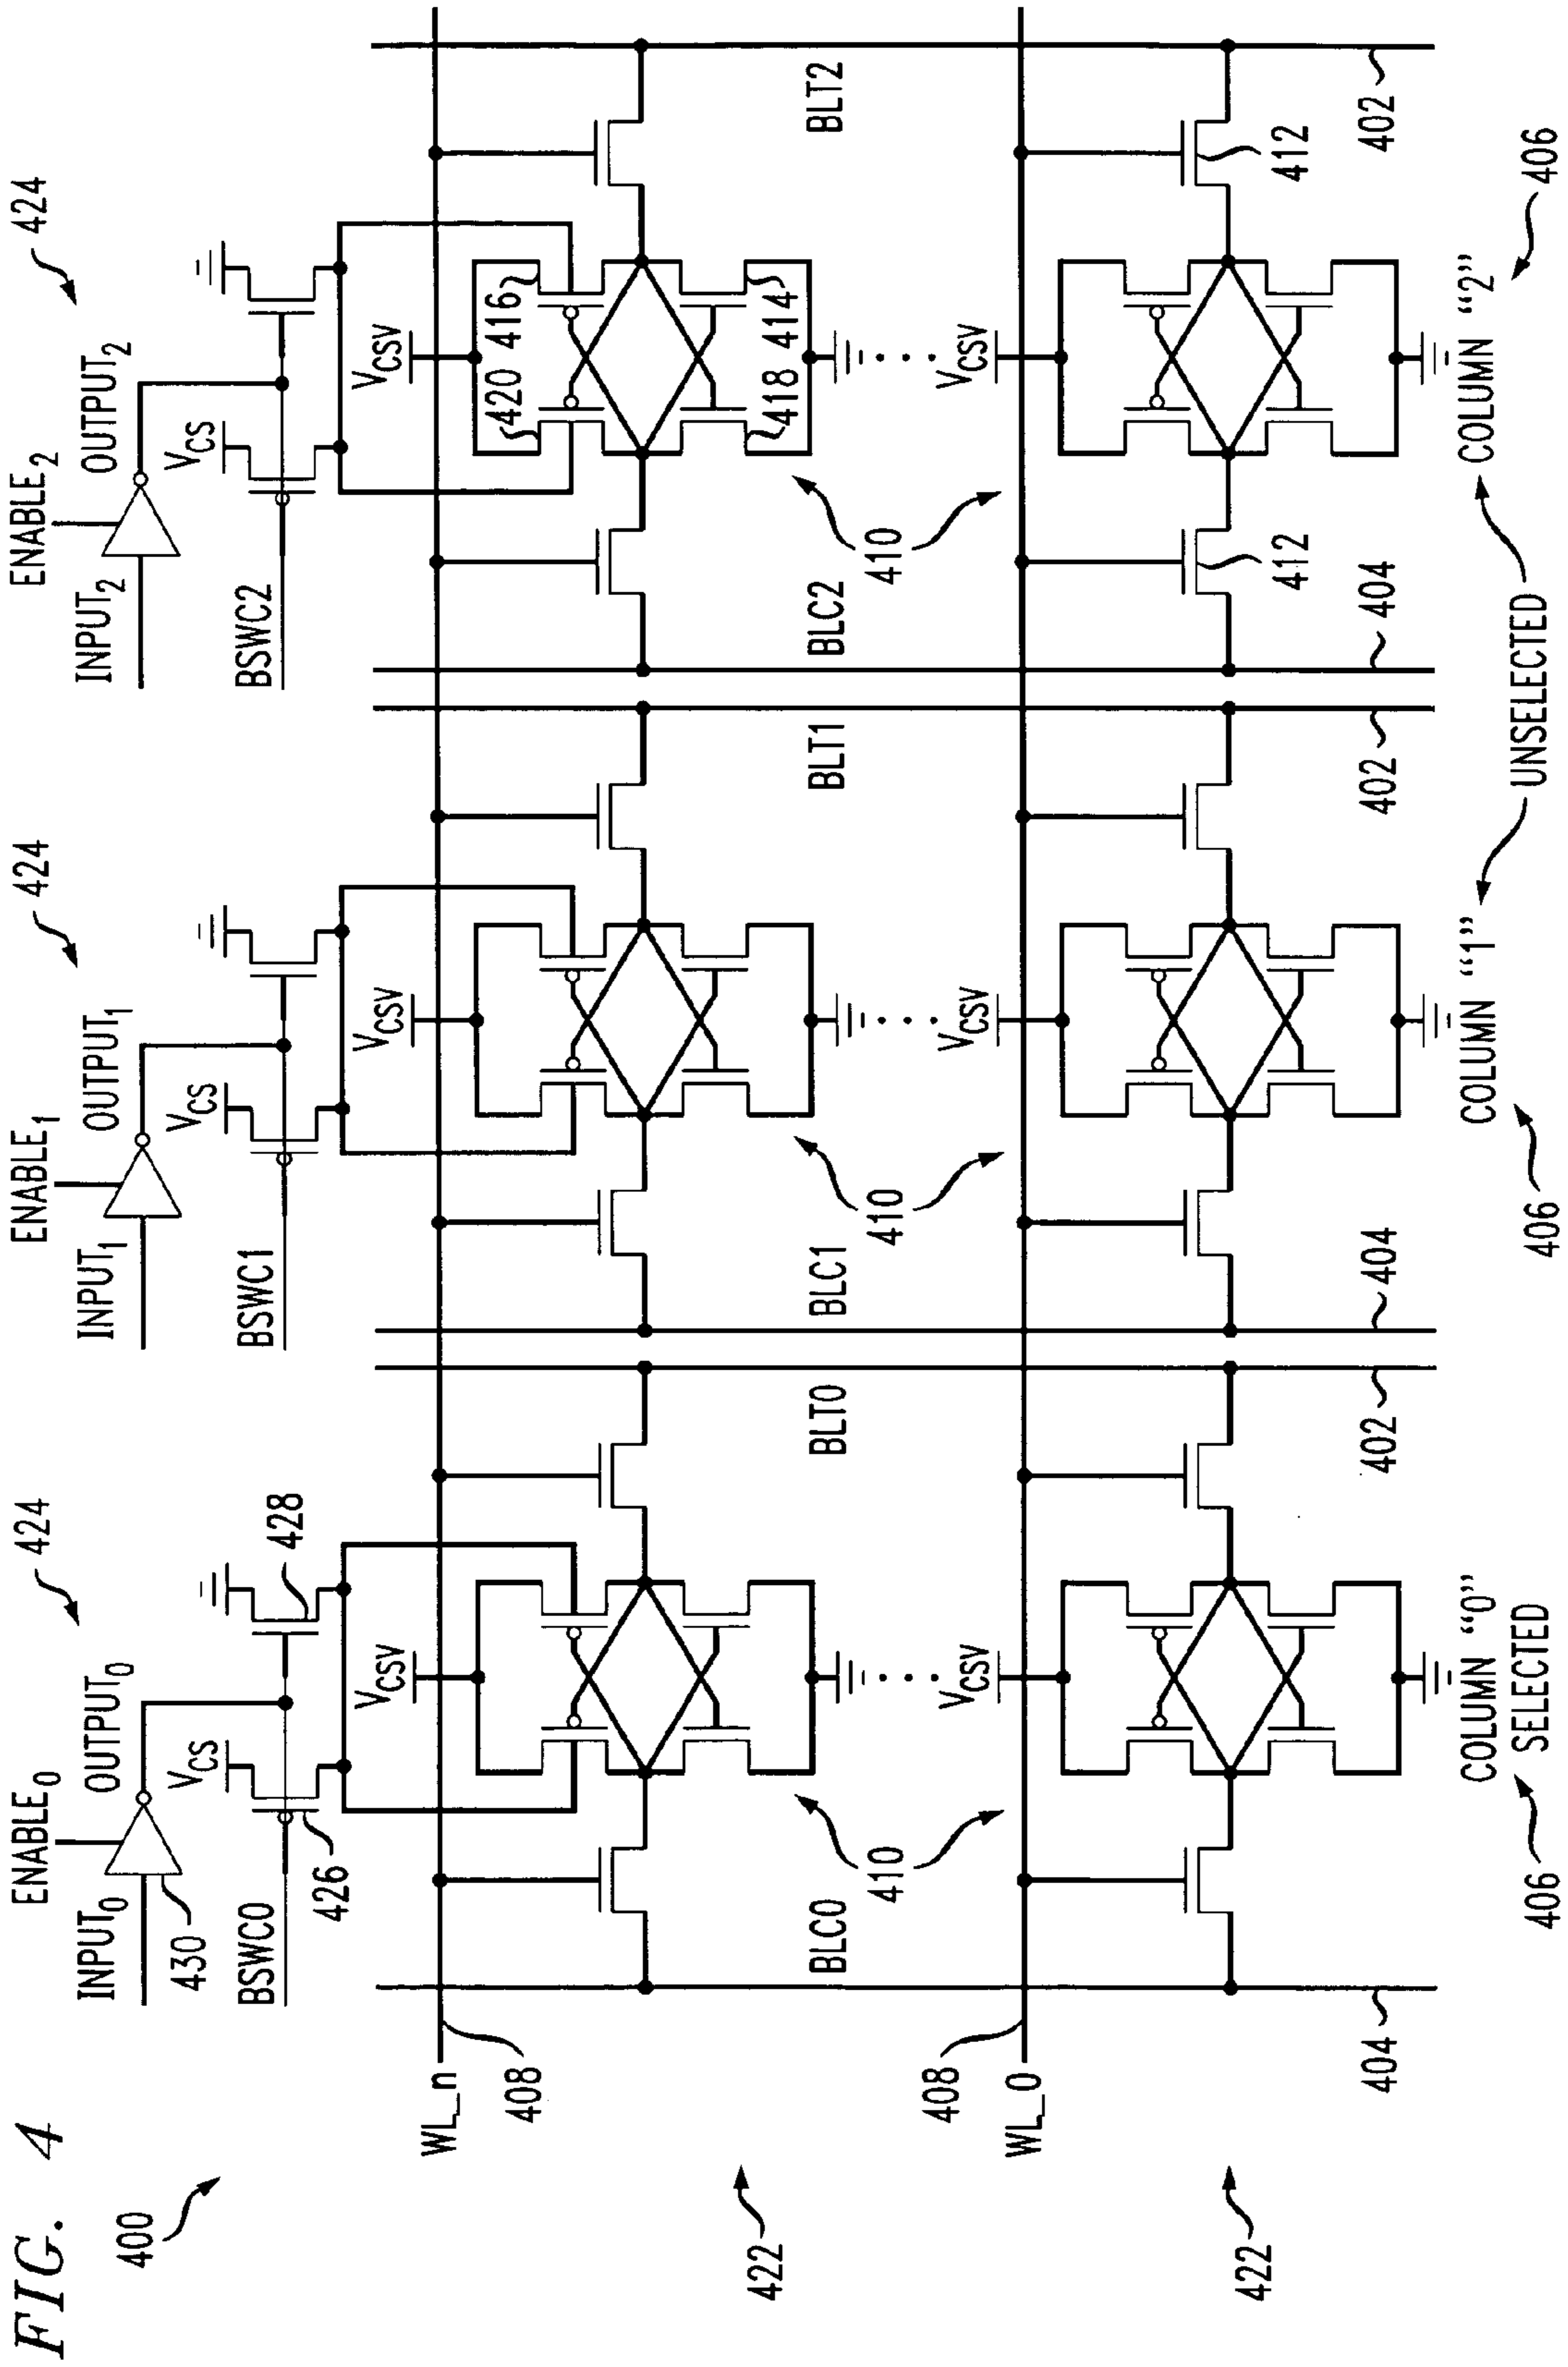 FIG. 4
400
ENABLE0
INPUT0
OUTPUT0
430
424
BSWC0
VCS
426
428
ENABLE1
INPUT1
OUTPUT1
424
BSWC1
VCS
ENABLE2
INPUT2
OUTPUT2
424
BSWC2
VCS
WL_n
408
VCSV
VCSV
VCSV
420
416
418
414
422
BLC0
410
BLT0
BLC1
410
BLT1
BLC2
410
BLT2
WL_0
408
VCSV
VCSV
VCSV
412
412
422
404
402
404
402
404
402
406
COLUMN “0”
SELECTED
406
COLUMN “1”
UNSELECTED
COLUMN “2”
406